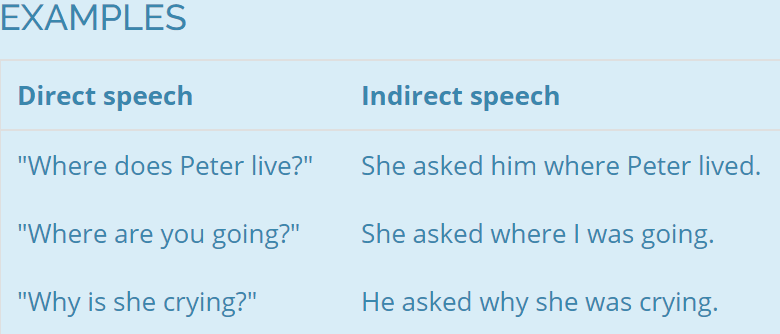 EXAMPLES
Direct speech Indirect speech
"Where does Peter live?" She asked him where Peter lived.
"Where are you going?" She asked where I was going.
"Why is she crying?" He asked why she was crying.